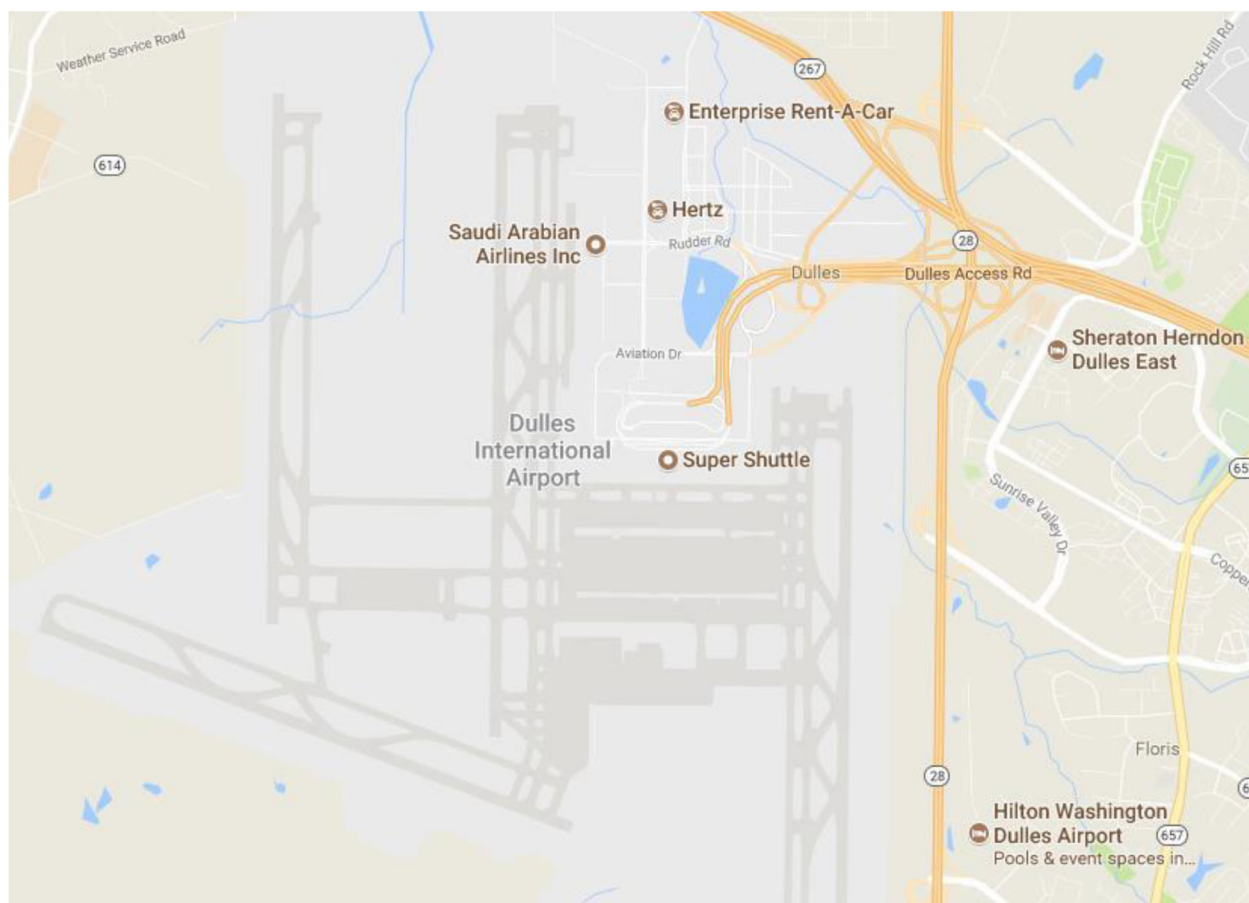 Weather Service Road
267
Rock Hill Rd
Enterprise Rent-A-Car
614
Hertz
Saudi Arabian
Airlines Inc
Rudder Rd
28
Dulles
Dulles Access Rd
Sheraton Herndon
Dulles East
Aviation Dr
Dulles
International
Airport
Super Shuttle
65
Sunrise Valley Dr
Coppe
Floris
28
6
Hilton Washington
Dulles Airport
657
Pools & event spaces in...